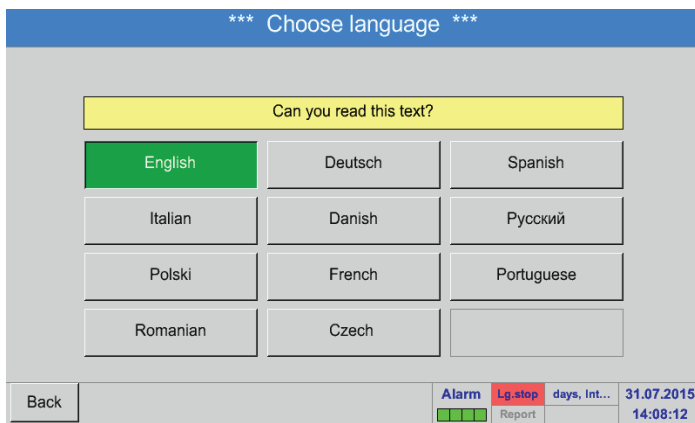 *** Choose language ***
Can you read this text?
English Deutsch Spanish
Italian Danish Русский
Polski French Portuguese
Romanian Czech
Back Alarm Lg.stop days, Int... 31.07.2015
Report 14:08:12